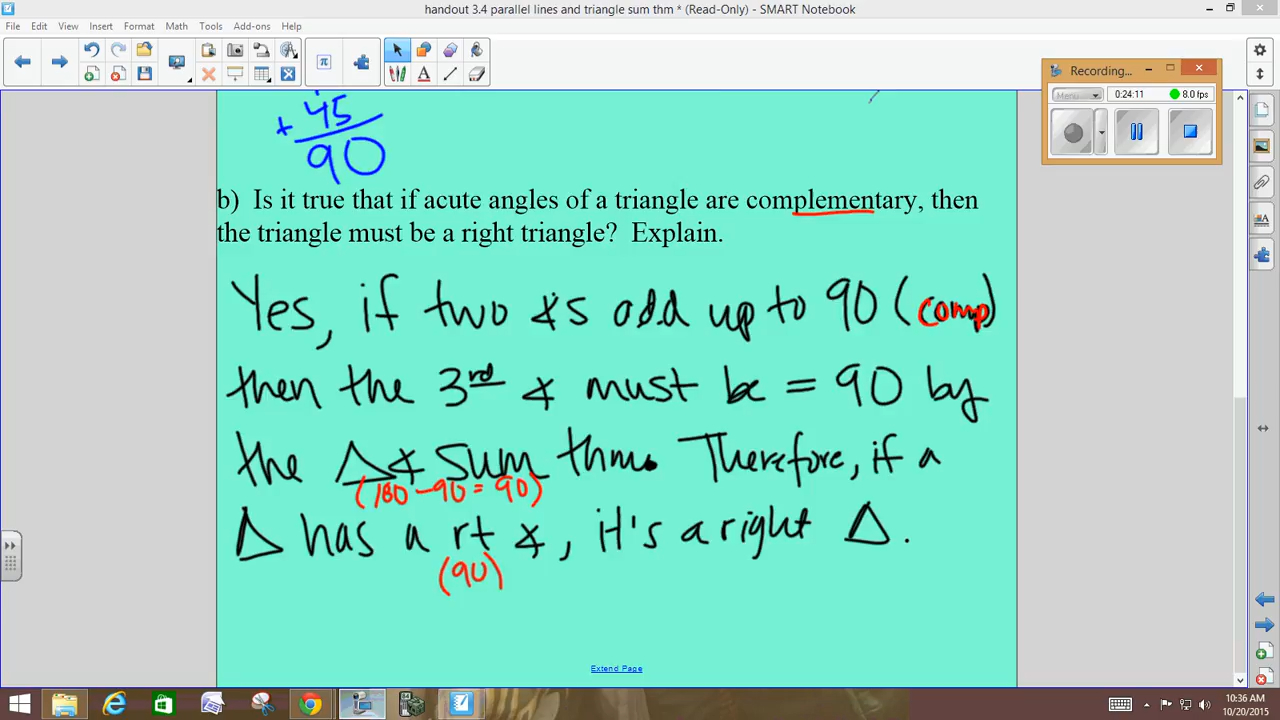 handout 3.4 parallel lines and triangle sum thm * (Read-Only) - SMART Notebook
File Edit View Insert Format Math Tools Add-ons Help
Recording...
Menu 0:24:11 8.0 fps
+ 45
90
b) Is it true that if acute angles of a triangle are complementary, then
the triangle must be a right triangle? Explain.
Yes, if two ∡s add up to 90 (comp)
then the 3rd ∡ must be = 90 by
the △∡ sum thm. Therefore, if a
(180 - 90 = 90)
△ has a rt ∡, it's a right △.
(90)
Extend Page
10:36 AM
10/20/2015